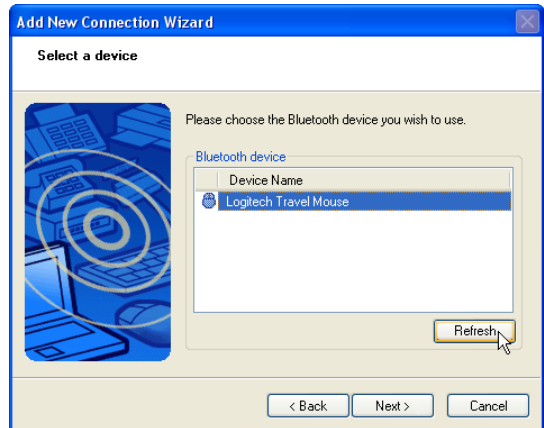 Add New Connection Wizard
Select a device
Please choose the Bluetooth device you wish to use.
Bluetooth device
Device Name
Logitech Travel Mouse
Refresh
< Back Next > Cancel